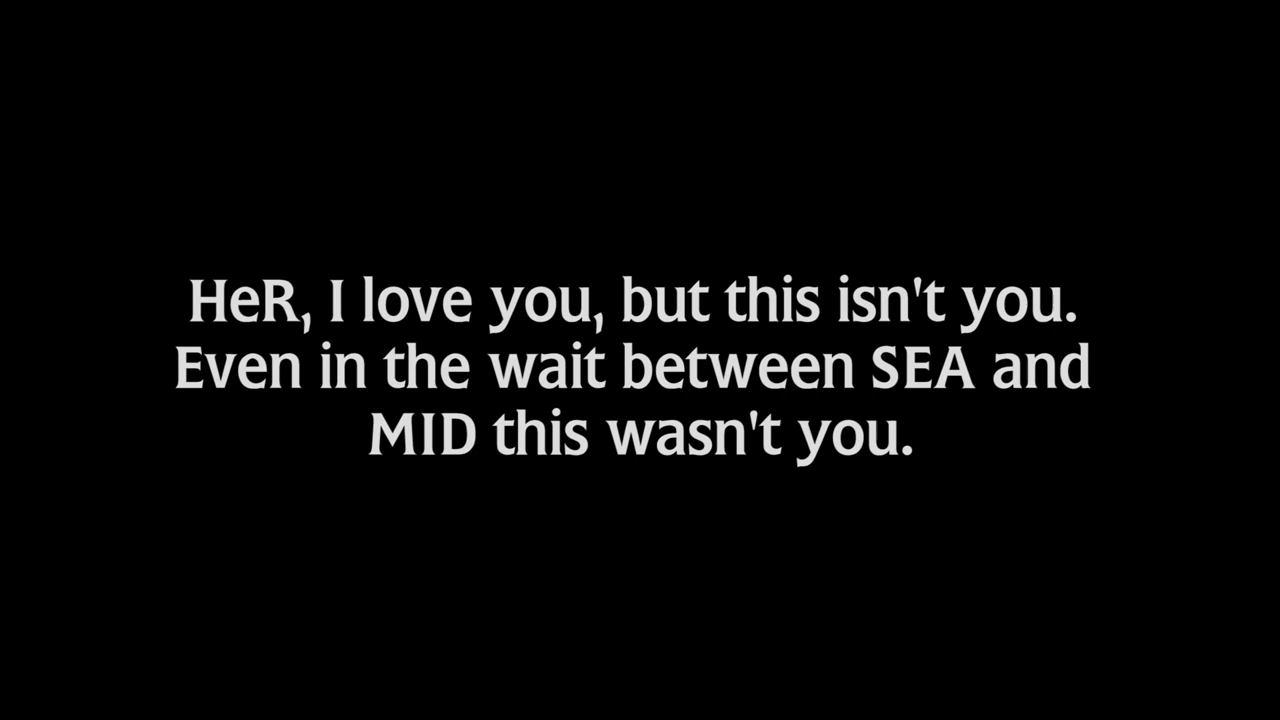 HeR, I love you, but this isn't you.
Even in the wait between SEA and
MID this wasn't you.